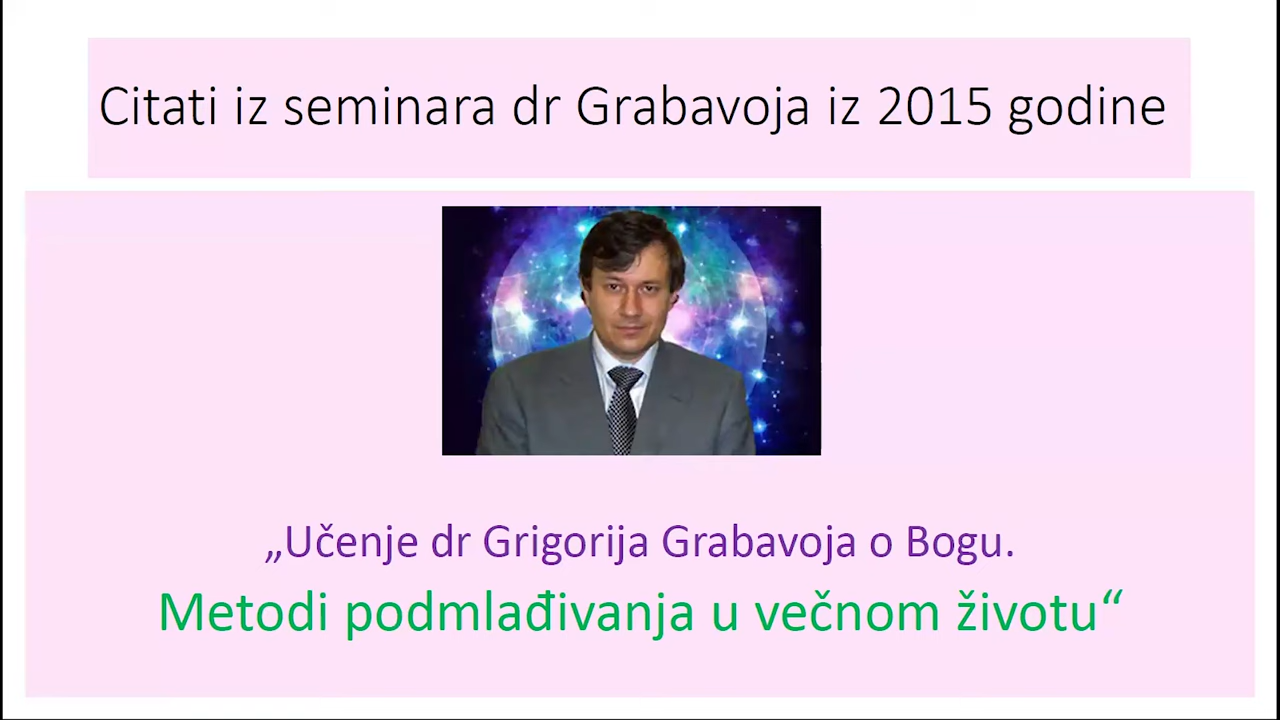 Citati iz seminara dr Grabavoja iz 2015 godine
„Učenje dr Grigorija Grabavoja o Bogu.
Metodi podmlađivanja u večnom životu“